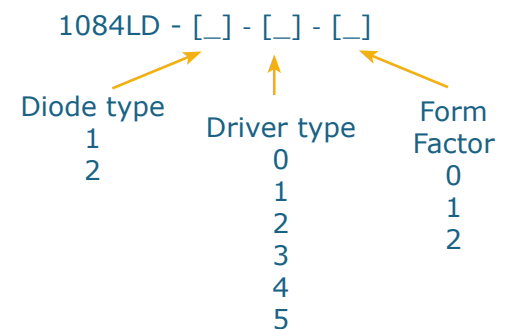 1084LD - [_] - [_] - [_]
Diode type
1
2
Driver type
0
1
2
3
4
5
Form
Factor
0
1
2